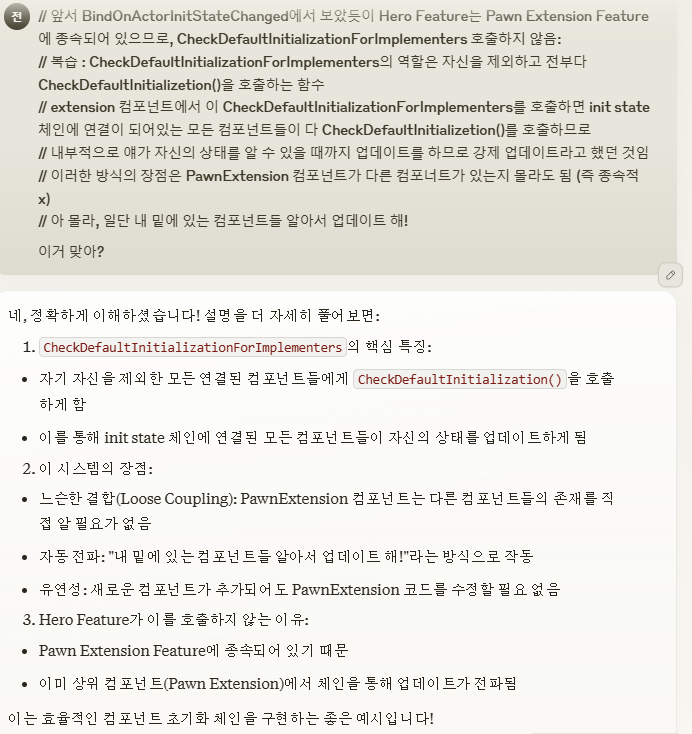 전
// 앞서 BindOnActorInitStateChanged에서 보았듯이 Hero Feature는 Pawn Extension Feature
에 종속되어 있으므로, CheckDefaultInitializationForImplementers 호출하지 않음:
// 복습 : CheckDefaultInitializationForImplementers의 역할은 자신을 제외하고 전부다
CheckDefaultInitializetion()을 호출하는 함수
// extension 컴포넌트에서 이 CheckDefaultInitializationForImplementers를 호출하면 init state
체인에 연결이 되어있는 모든 컴포넌트들이 다 CheckDefaultInitializetion()를 호출하므로
// 내부적으로 얘가 자신의 상태를 알 수 있을 때까지 업데이트를 하므로 강제 업데이트라고 했던 것임
// 이러한 방식의 장점은 PawnExtension 컴포넌트가 다른 컴포너트가 있는지 몰라도 됨 (즉 종속적
x)
// 아 몰라, 일단 내 밑에 있는 컴포넌트들 알아서 업데이트 해!
이거 맞아?
네, 정확하게 이해하셨습니다! 설명을 더 자세히 풀어보면:
1. CheckDefaultInitializationForImplementers의 핵심 특징:
• 자기 자신을 제외한 모든 연결된 컴포넌트들에게 CheckDefaultInitialization()을 호출
하게 함
• 이를 통해 init state 체인에 연결된 모든 컴포넌트들이 자신의 상태를 업데이트하게 됨
2. 이 시스템의 장점:
• 느슨한 결합(Loose Coupling): PawnExtension 컴포넌트는 다른 컴포넌트들의 존재를 직
접 알 필요가 없음
• 자동 전파: "내 밑에 있는 컴포넌트들 알아서 업데이트 해!"라는 방식으로 작동
• 유연성: 새로운 컴포넌트가 추가되어도 PawnExtension 코드를 수정할 필요 없음
3. Hero Feature가 이를 호출하지 않는 이유:
• Pawn Extension Feature에 종속되어 있기 때문
• 이미 상위 컴포넌트(Pawn Extension)에서 체인을 통해 업데이트가 전파됨
이는 효율적인 컴포넌트 초기화 체인을 구현하는 좋은 예시입니다!